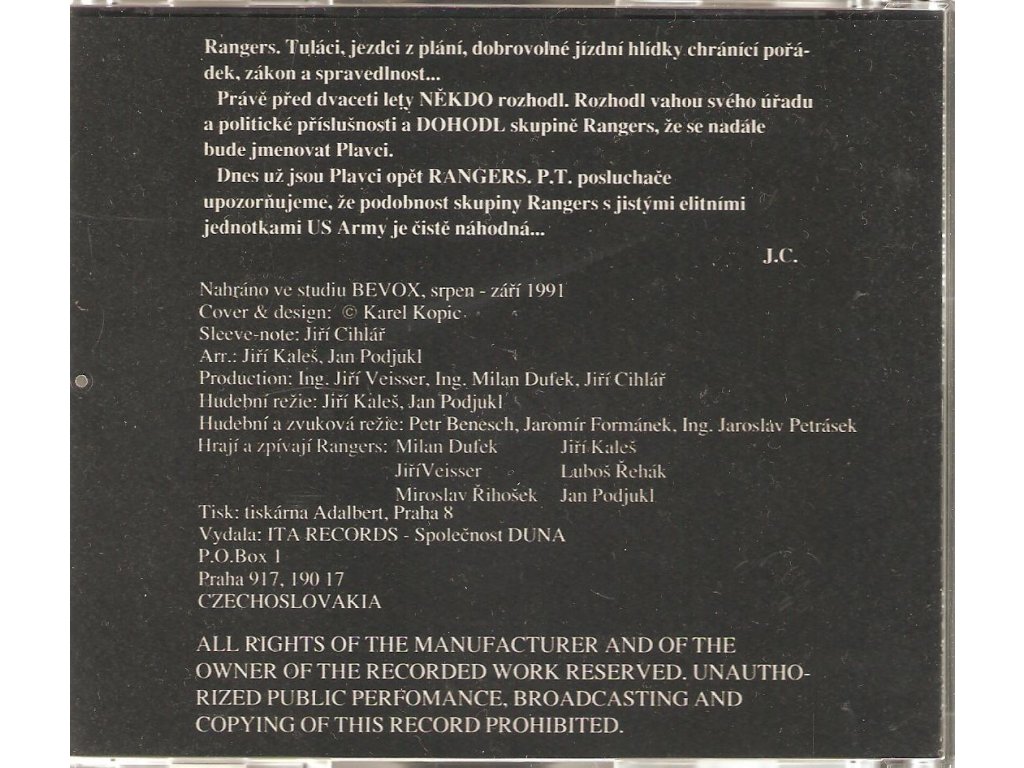 Rangers. Tuláci, jezdci z plání, dobrovolné jízdní hlídky chránící pořá-
dek, zákon a spravedlnost...
Právě před dvaceti lety NĚKDO rozhodl. Rozhodl vahou svého úřadu
a politické příslušnosti a DOHODL skupině Rangers, že se nadále
bude jmenovat Plavci.
Dnes už jsou Plavci opět RANGERS. P.T. posluchače
upozorňujeme, že podobnost skupiny Rangers s jistými elitními
jednotkami US Army je čistě náhodná...
J.C.
Nahráno ve studiu BEVOX, srpen - září 1991
Cover & design: © Karel Kopic
Sleeve-note: Jiří Cihlář
Arr.: Jiří Kaleš, Jan Podjukl
Production: Ing. Jiří Veisser, Ing. Milan Dufek, Jiří Cihlář
Hudební režie: Jiří Kaleš, Jan Podjukl
Hudební a zvuková režie: Petr Benesch, Jaromír Formánek, Ing. Jaroslav Petrásek
Hrají a zpívají Rangers: Milan Dufek Jiří Kaleš
JiříVeisser Luboš Řehák
Miroslav Řihošek Jan Podjukl
Tisk: tiskárna Adalbert, Praha 8
Vydala: ITA RECORDS - Společnost DUNA
P.O.Box 1
Praha 917, 190 17
CZECHOSLOVAKIA
ALL RIGHTS OF THE MANUFACTURER AND OF THE
OWNER OF THE RECORDED WORK RESERVED. UNAUTHO-
RIZED PUBLIC PERFOMANCE, BROADCASTING AND
COPYING OF THIS RECORD PROHIBITED.